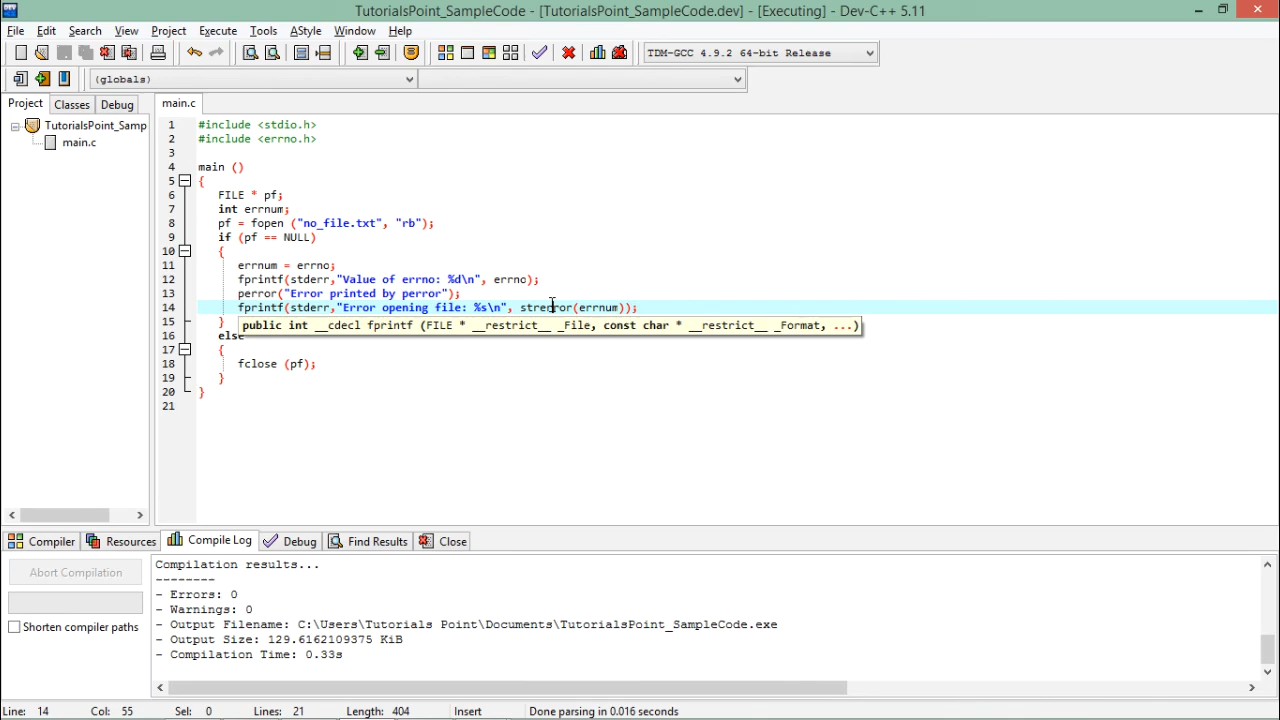 TutorialsPoint_SampleCode - [TutorialsPoint_SampleCode.dev] - [Executing] - Dev-C++ 5.11
File Edit Search View Project Execute Tools AStyle Window Help
TDM-GCC 4.9.2 64-bit Release
(globals)
Project Classes Debug main.c
TutorialsPoint_Samp
main.c
1 #include <stdio.h>
2 #include <errno.h>
3
4 main ()
5 {
6 FILE * pf;
7 int errnum;
8 pf = fopen ("no_file.txt", "rb");
9 if (pf == NULL)
10 {
11 errnum = errno;
12 fprintf(stderr,"Value of errno: %d\n", errno);
13 perror("Error printed by perror");
14 fprintf(stderr,"Error opening file: %s\n", strerror(errnum));
15 }
public int __cdecl fprintf (FILE * __restrict__ _File, const char * __restrict__ _Format, ...)
16 else
17 {
18 fclose (pf);
19 }
20 }
21
Compiler Resources Compile Log Debug Find Results Close
Abort Compilation
Shorten compiler paths
Compilation results...
--------
- Errors: 0
- Warnings: 0
- Output Filename: C:\Users\Tutorials Point\Documents\TutorialsPoint_SampleCode.exe
- Output Size: 129.6162109375 KiB
- Compilation Time: 0.33s
Line: 14 Col: 55 Sel: 0 Lines: 21 Length: 404 Insert Done parsing in 0.016 seconds